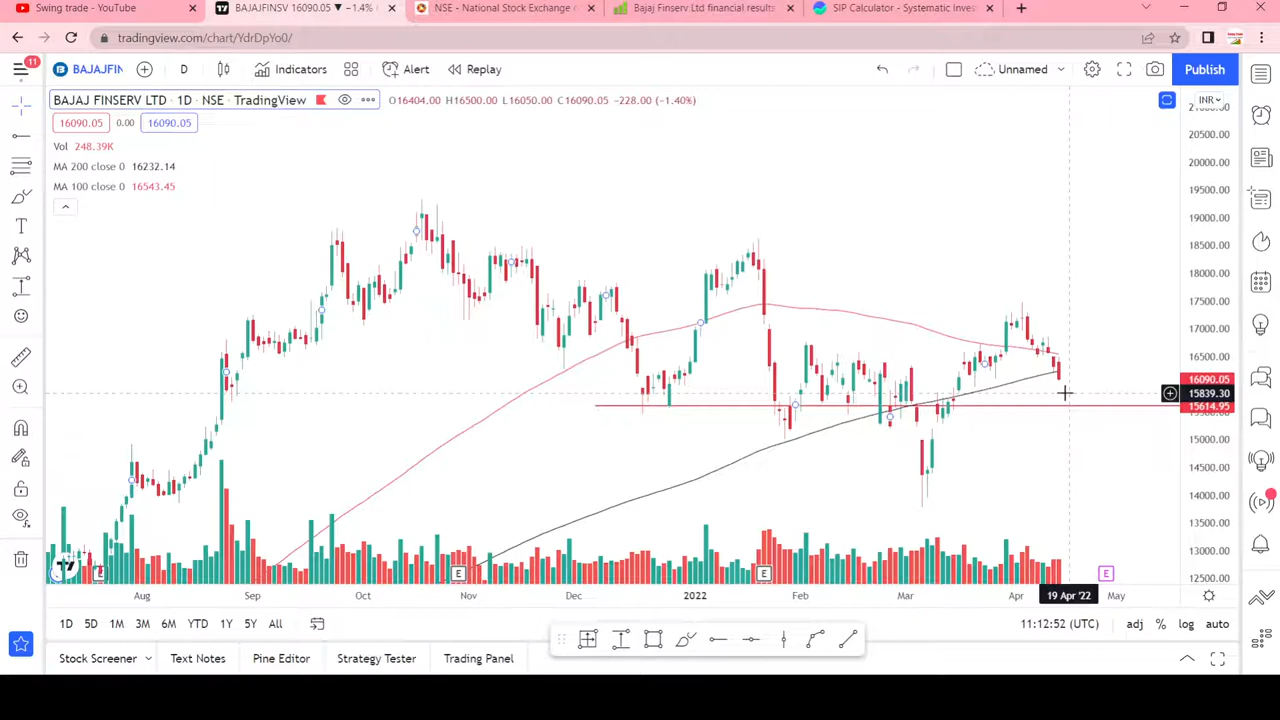 Swing trade - YouTube
BAJAJFINSV 16090.05 ▼ −1.4%
NSE - National Stock Exchange o
Bajaj Finserv Ltd financial results
SIP Calculator - Systematic Inves
tradingview.com/chart/YdrDpYo0/
11
BAJAJFIN
D
Indicators
Alert
Replay
Unnamed
Publish
BAJAJ FINSERV LTD · 1D · NSE · TradingView
O16404.00 H16500.00 L16050.00 C16090.05 −228.00 (−1.40%)
INR
16090.05 0.00 16090.05
Vol 248.39K
MA 200 close 0 16232.14
MA 100 close 0 16543.45
20500.00
20000.00
19500.00
19000.00
18500.00
18000.00
17500.00
17000.00
16500.00
16090.05
15839.30
15614.95
15000.00
14500.00
14000.00
13500.00
13000.00
12500.00
E E E E
Aug Sep Oct Nov Dec 2022 Feb Mar Apr 19 Apr '22 May
1D 5D 1M 3M 6M YTD 1Y 5Y All
11:12:52 (UTC) adj % log auto
Stock Screener Text Notes Pine Editor Strategy Tester Trading Panel